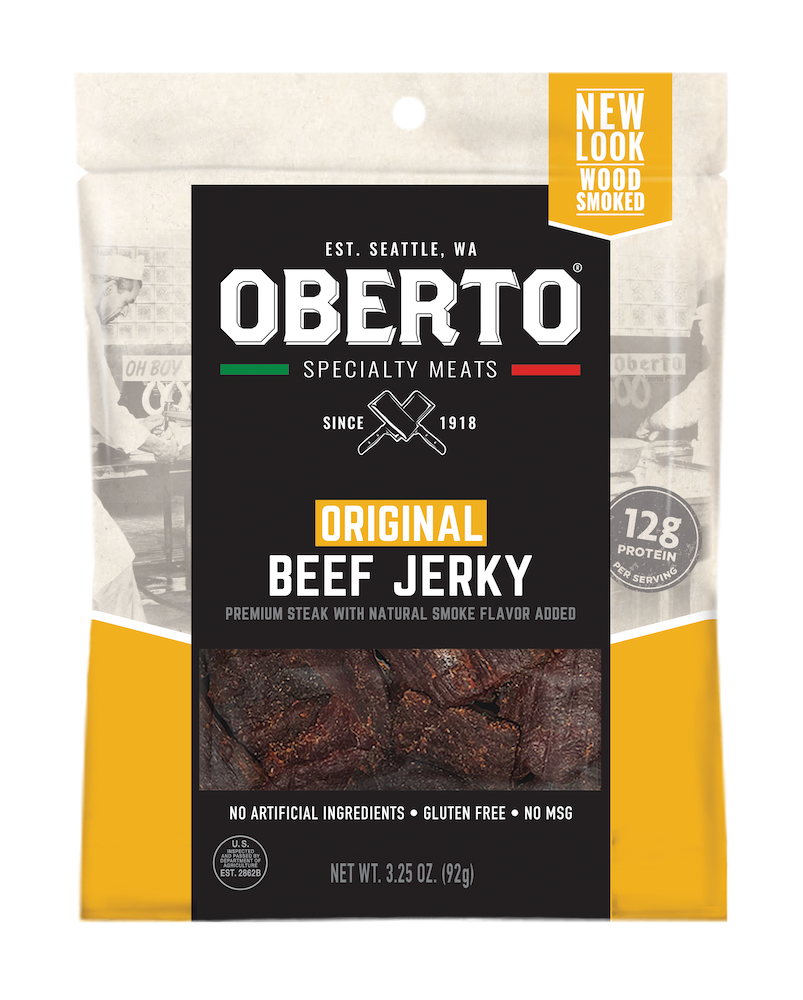 NEW
LOOK
WOOD
SMOKED
EST. SEATTLE, WA
OBERTO®
SPECIALTY MEATS
SINCE 1918
OH BOY
Oberto
ORIGINAL
BEEF JERKY
PREMIUM STEAK WITH NATURAL SMOKE FLAVOR ADDED
12g
PROTEIN
PER SERVING
NO ARTIFICIAL INGREDIENTS • GLUTEN FREE • NO MSG
U.S.
INSPECTED
AND PASSED BY
DEPARTMENT OF
AGRICULTURE
EST. 2862B
NET WT. 3.25 OZ. (92g)